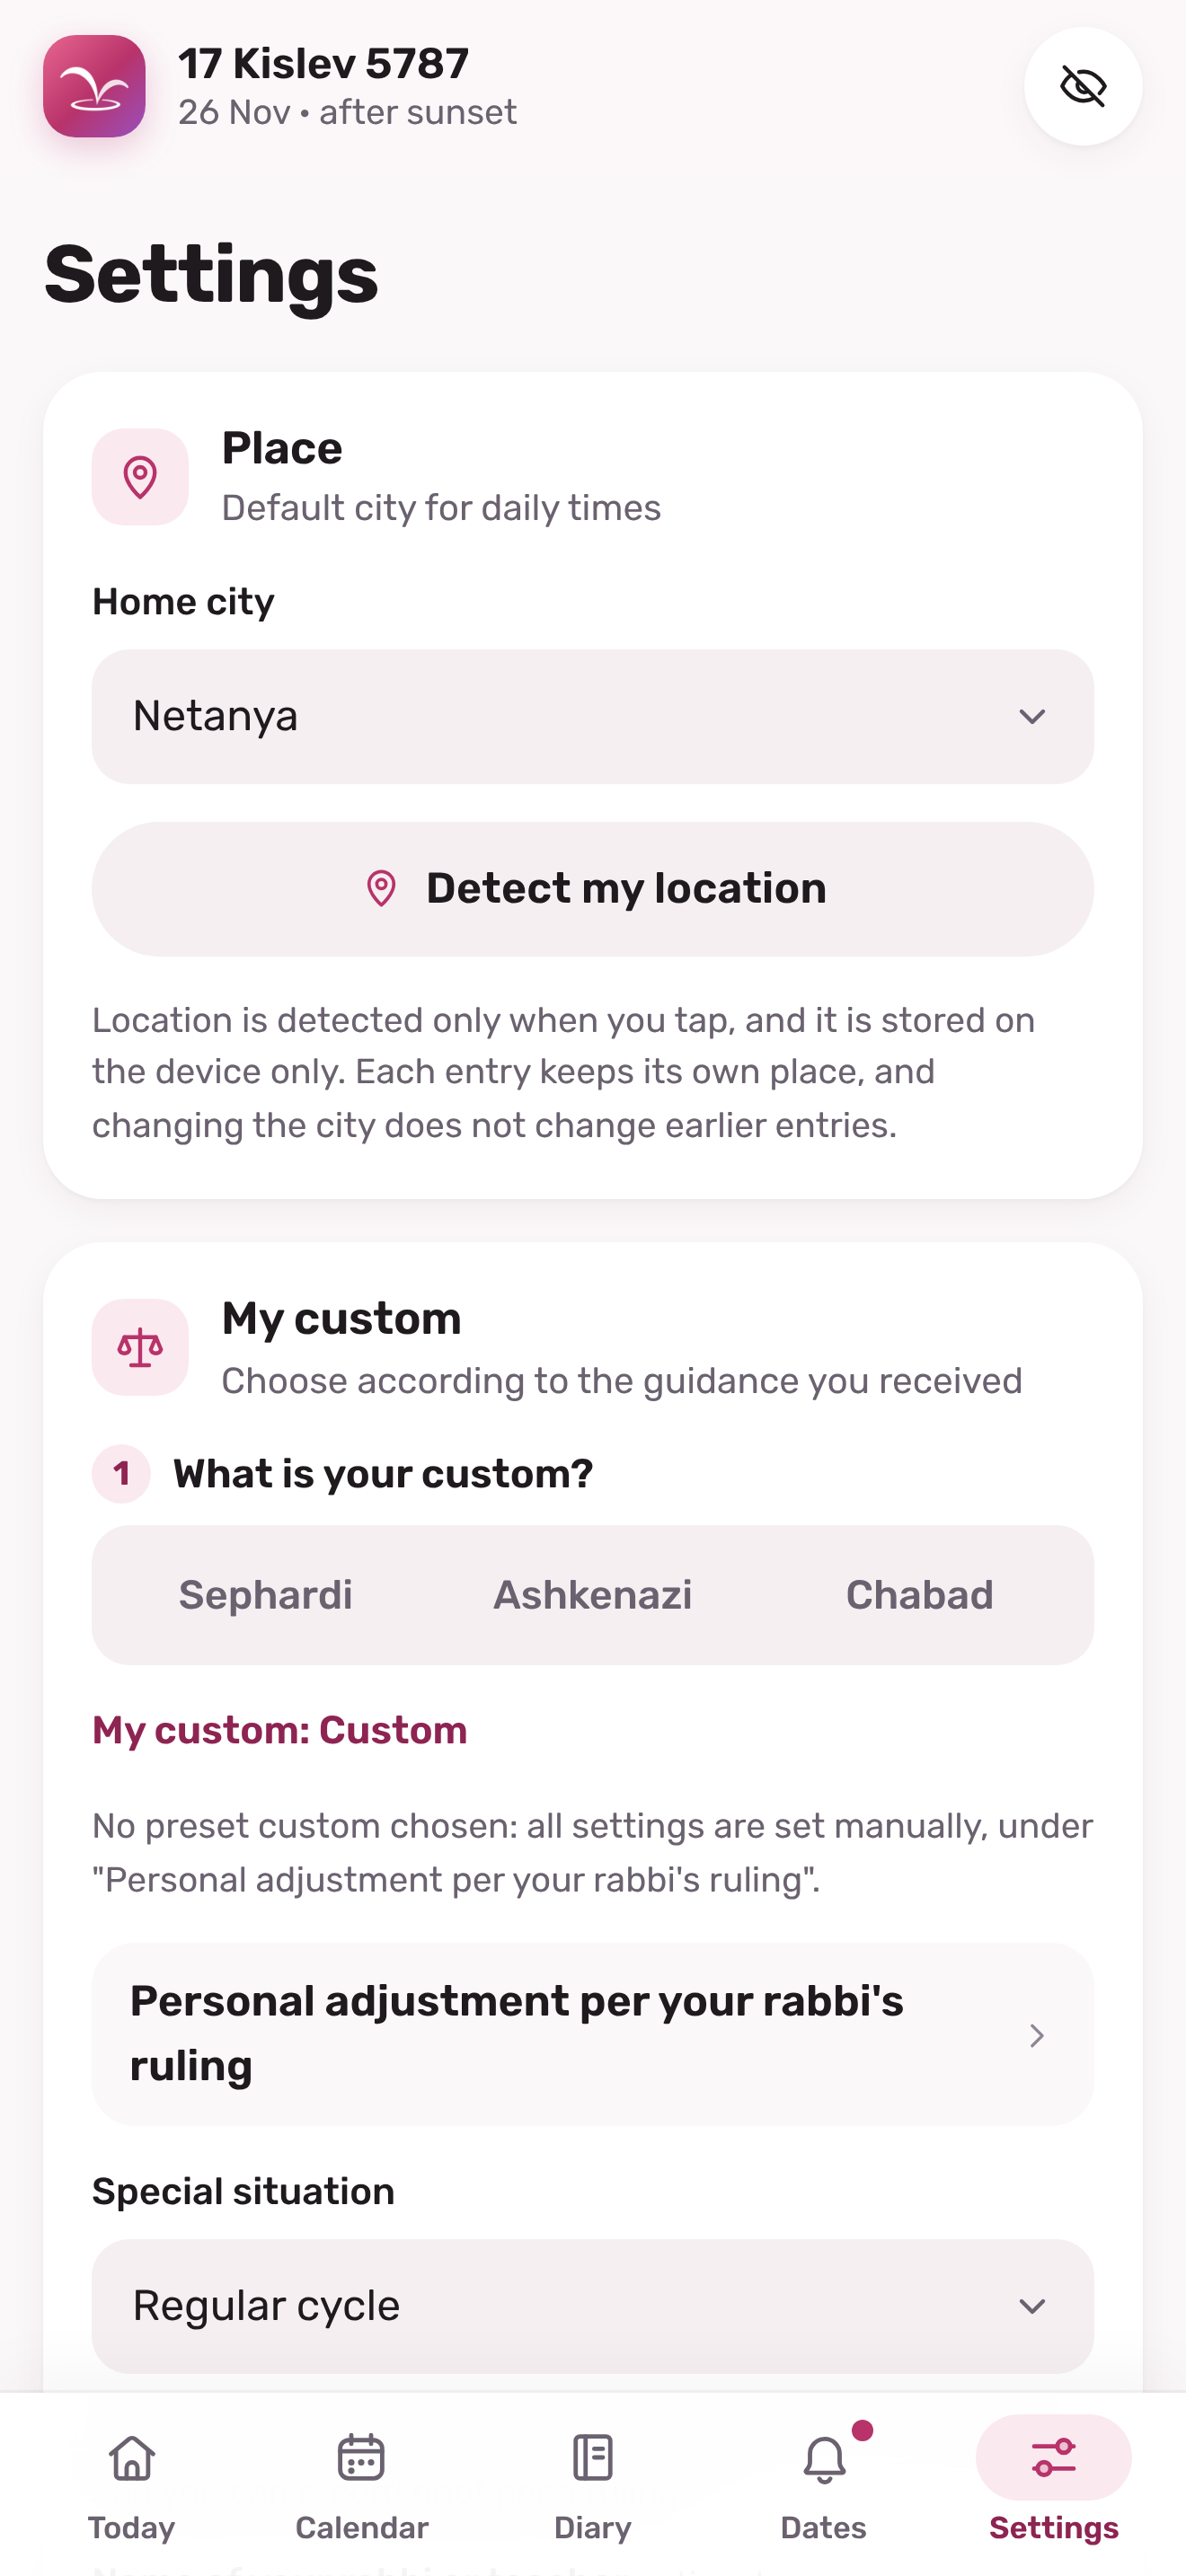 17 Kislev 5787
26 Nov • after sunset
Settings
Place
Default city for daily times
Home city
Netanya
Detect my location
Location is detected only when you tap, and it is stored on
the device only. Each entry keeps its own place, and
changing the city does not change earlier entries.
My custom
Choose according to the guidance you received
1 What is your custom?
Sephardi Ashkenazi Chabad
My custom: Custom
No preset custom chosen: all settings are set manually, under
"Personal adjustment per your rabbi's ruling".
Personal adjustment per your rabbi's
ruling
Special situation
Regular cycle
Today Calendar Diary Dates Settings